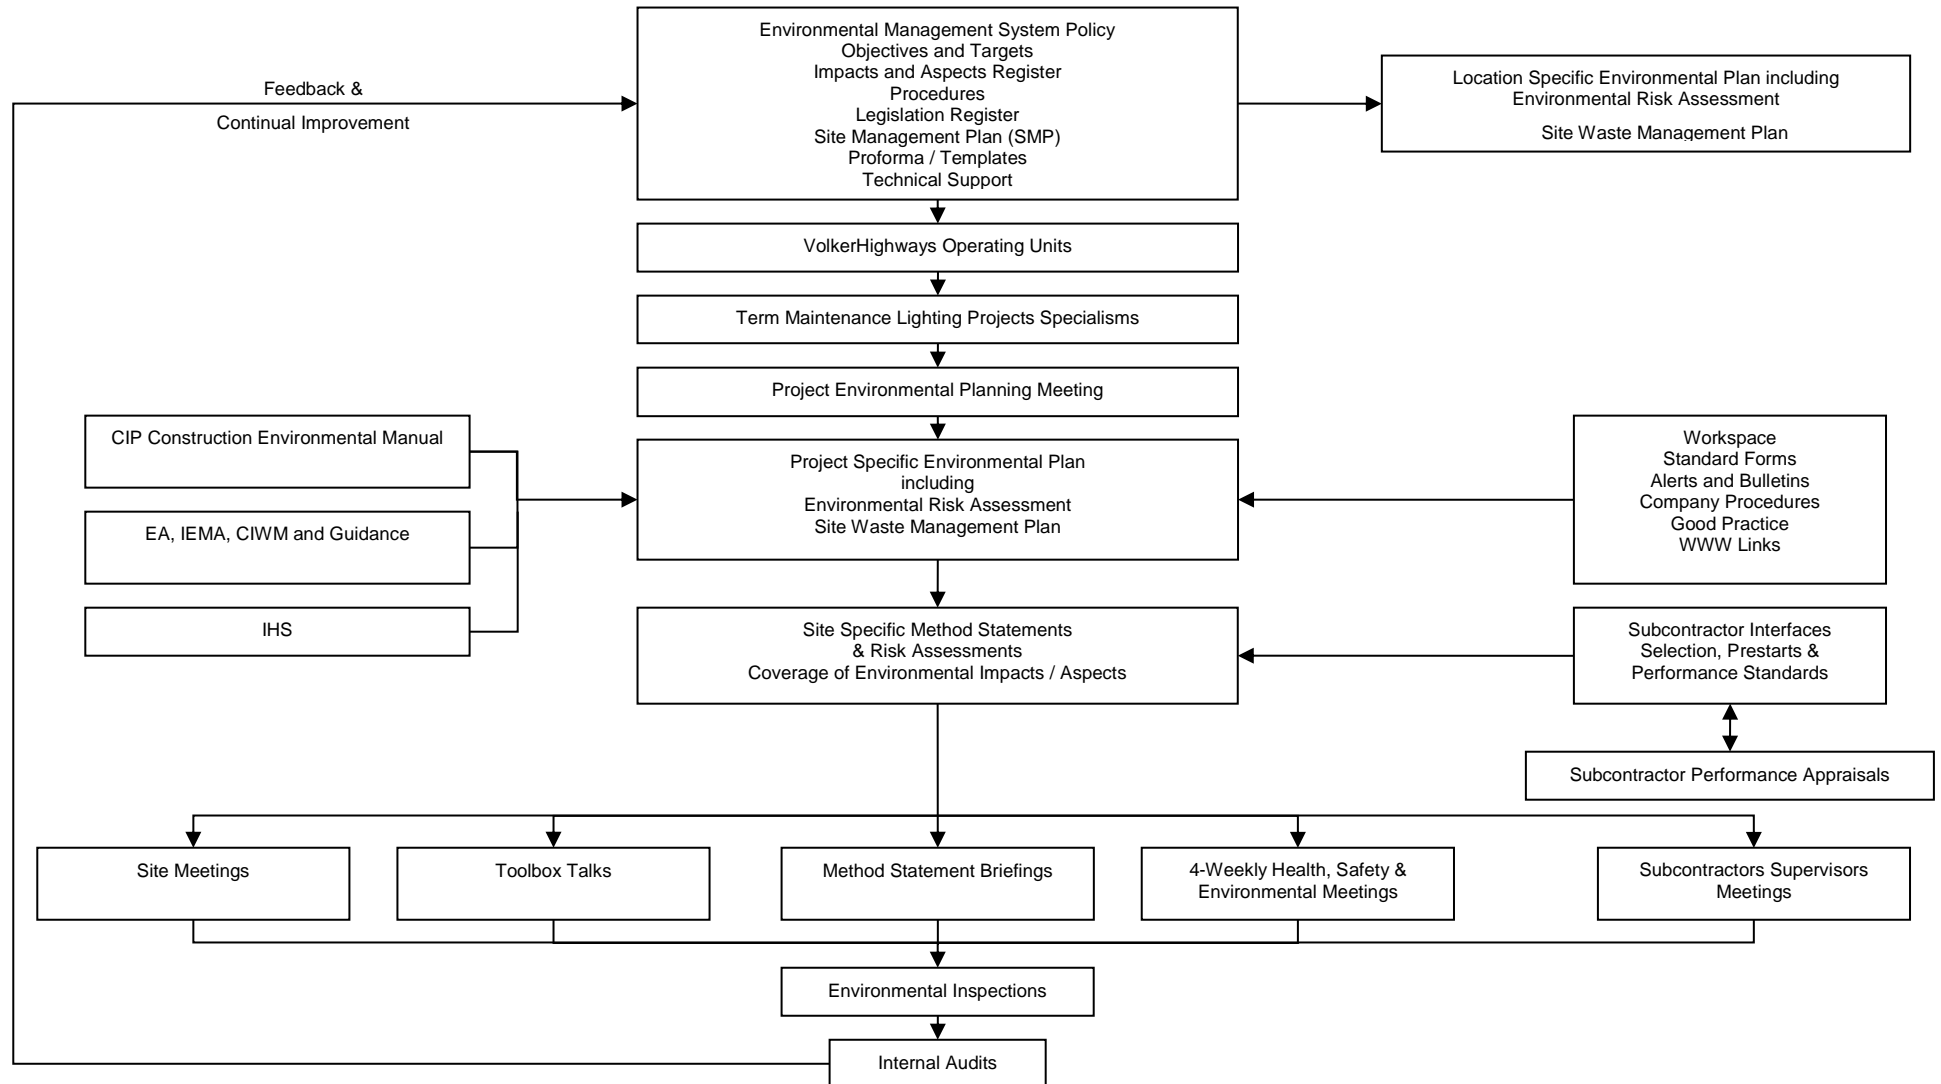 Environmental Management System Policy
Objectives and Targets
Impacts and Aspects Register
Procedures
Legislation Register
Site Management Plan (SMP)
Proforma / Templates
Technical Support
Feedback &
Continual Improvement
Location Specific Environmental Plan including
Environmental Risk Assessment
Site Waste Management Plan
VolkerHighways Operating Units
Term Maintenance Lighting Projects Specialisms
Project Environmental Planning Meeting
CIP Construction Environmental Manual
EA, IEMA, CIWM and Guidance
IHS
Project Specific Environmental Plan
including
Environmental Risk Assessment
Site Waste Management Plan
Workspace
Standard Forms
Alerts and Bulletins
Company Procedures
Good Practice
WWW Links
Site Specific Method Statements
& Risk Assessments
Coverage of Environmental Impacts / Aspects
Subcontractor Interfaces
Selection, Prestarts &
Performance Standards
Subcontractor Performance Appraisals
Site Meetings
Toolbox Talks
Method Statement Briefings
4-Weekly Health, Safety &
Environmental Meetings
Subcontractors Supervisors
Meetings
Environmental Inspections
Internal Audits